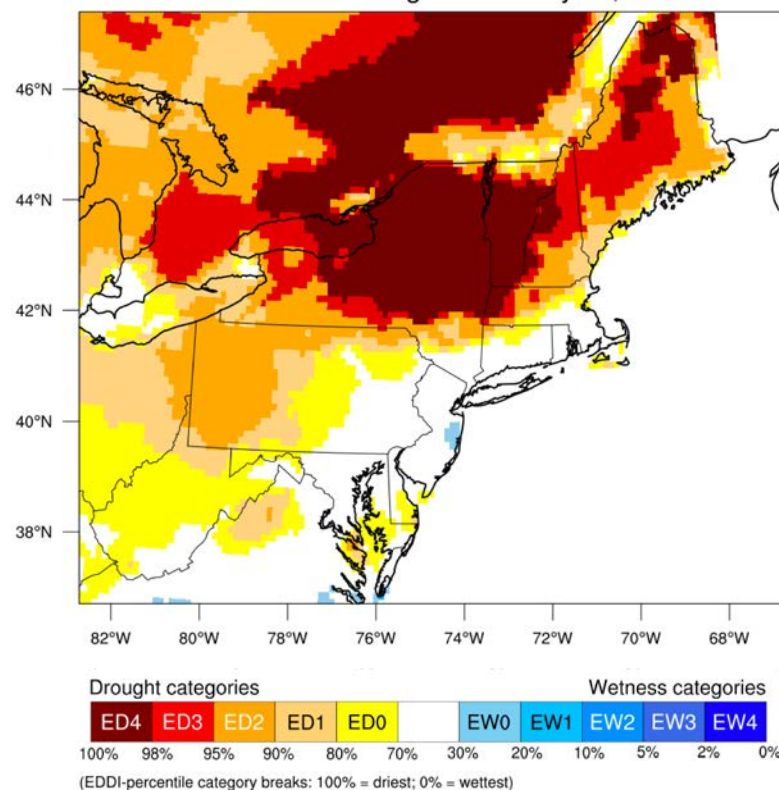 46°N
44°N
42°N
40°N
38°N
82°W 80°W 78°W 76°W 74°W 72°W 70°W 68°W
Drought categories Wetness categories
ED4 ED3 ED2 ED1 ED0 EW0 EW1 EW2 EW3 EW4
100% 98% 95% 90% 80% 70% 30% 20% 10% 5% 2% 0%
(EDDI-percentile category breaks: 100% = driest; 0% = wettest)